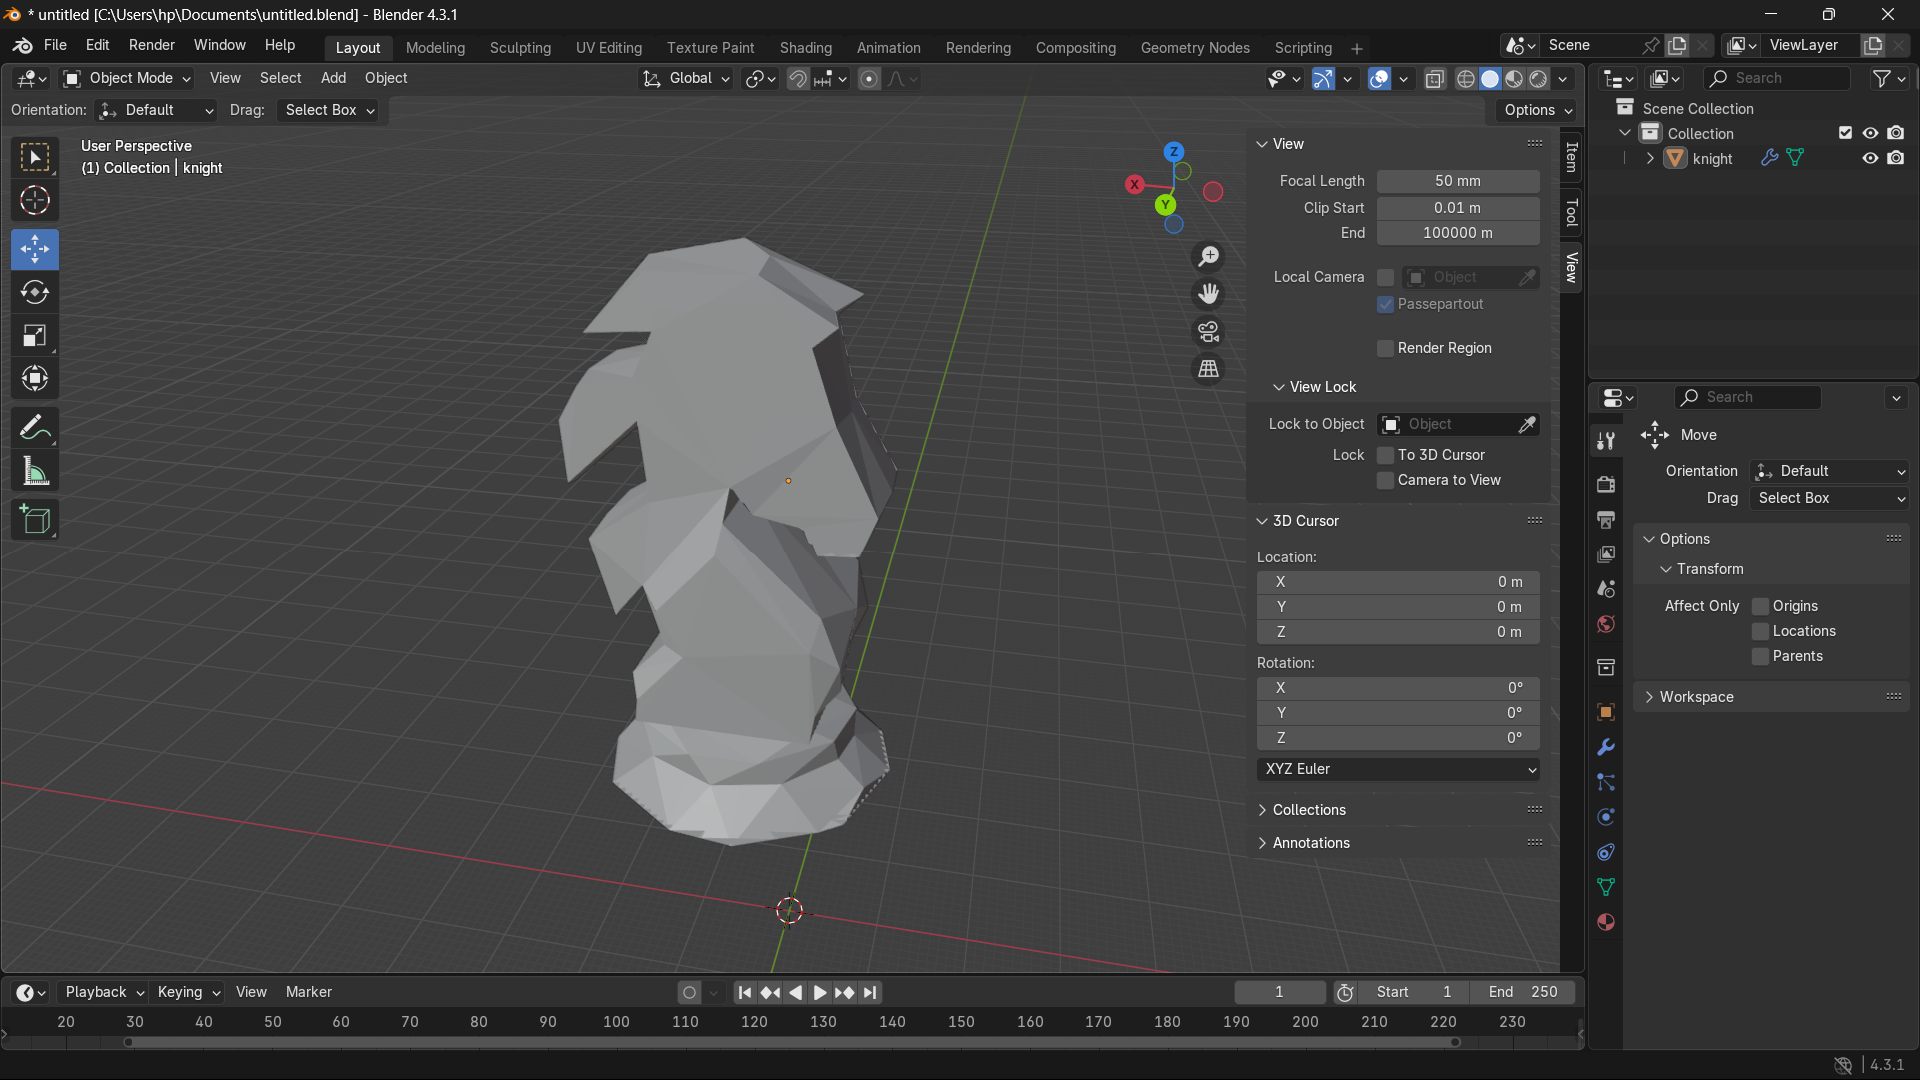 * untitled [C:\Users\hp\Documents\untitled.blend] - Blender 4.3.1
File Edit Render Window Help Layout Modeling Sculpting UV Editing Texture Paint Shading Animation Rendering Compositing Geometry Nodes Scripting + Scene ViewLayer
Object Mode View Select Add Object Global Search
Orientation: Default Drag: Select Box Options
User Perspective
(1) Collection | knight
Z
X
Y
View
Focal Length 50 mm
Clip Start 0.01 m
End 100000 m
Local Camera Object
Passepartout
Render Region
View Lock
Lock to Object Object
Lock To 3D Cursor
Camera to View
3D Cursor
Location:
X 0 m
Y 0 m
Z 0 m
Rotation:
X 0°
Y 0°
Z 0°
XYZ Euler
Collections
Annotations
Item
Tool
View
Scene Collection
Collection
knight
Search
Move
Orientation Default
Drag Select Box
Options
Transform
Affect Only Origins
Locations
Parents
Workspace
Playback Keying View Marker 1 Start 1 End 250
20 30 40 50 60 70 80 90 100 110 120 130 140 150 160 170 180 190 200 210 220 230
4.3.1